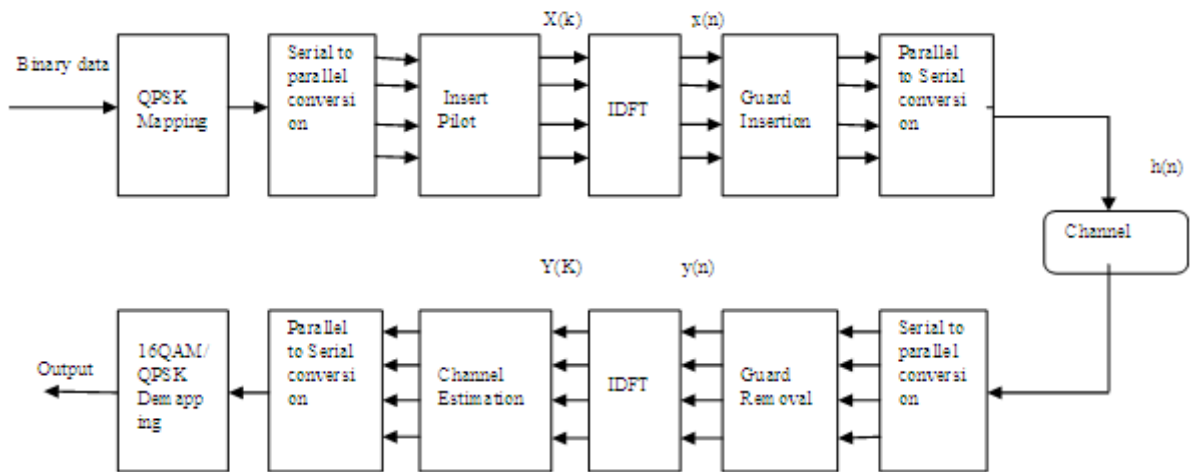 X(k)
x(n)
Binary data
QPSK
Mapping
Serial to
parallel
conversi
on
Insert
Pilot
IDFT
Guard
Insertion
Parallel
to Serial
conversi
on
h(n)
Channel
Y(K)
y(n)
Output
16QAM/
QPSK
Demapp
ing
Parallel
to Serial
conversi
on
Channel
Estimation
IDFT
Guard
Removal
Serial to
parallel
conversi
on